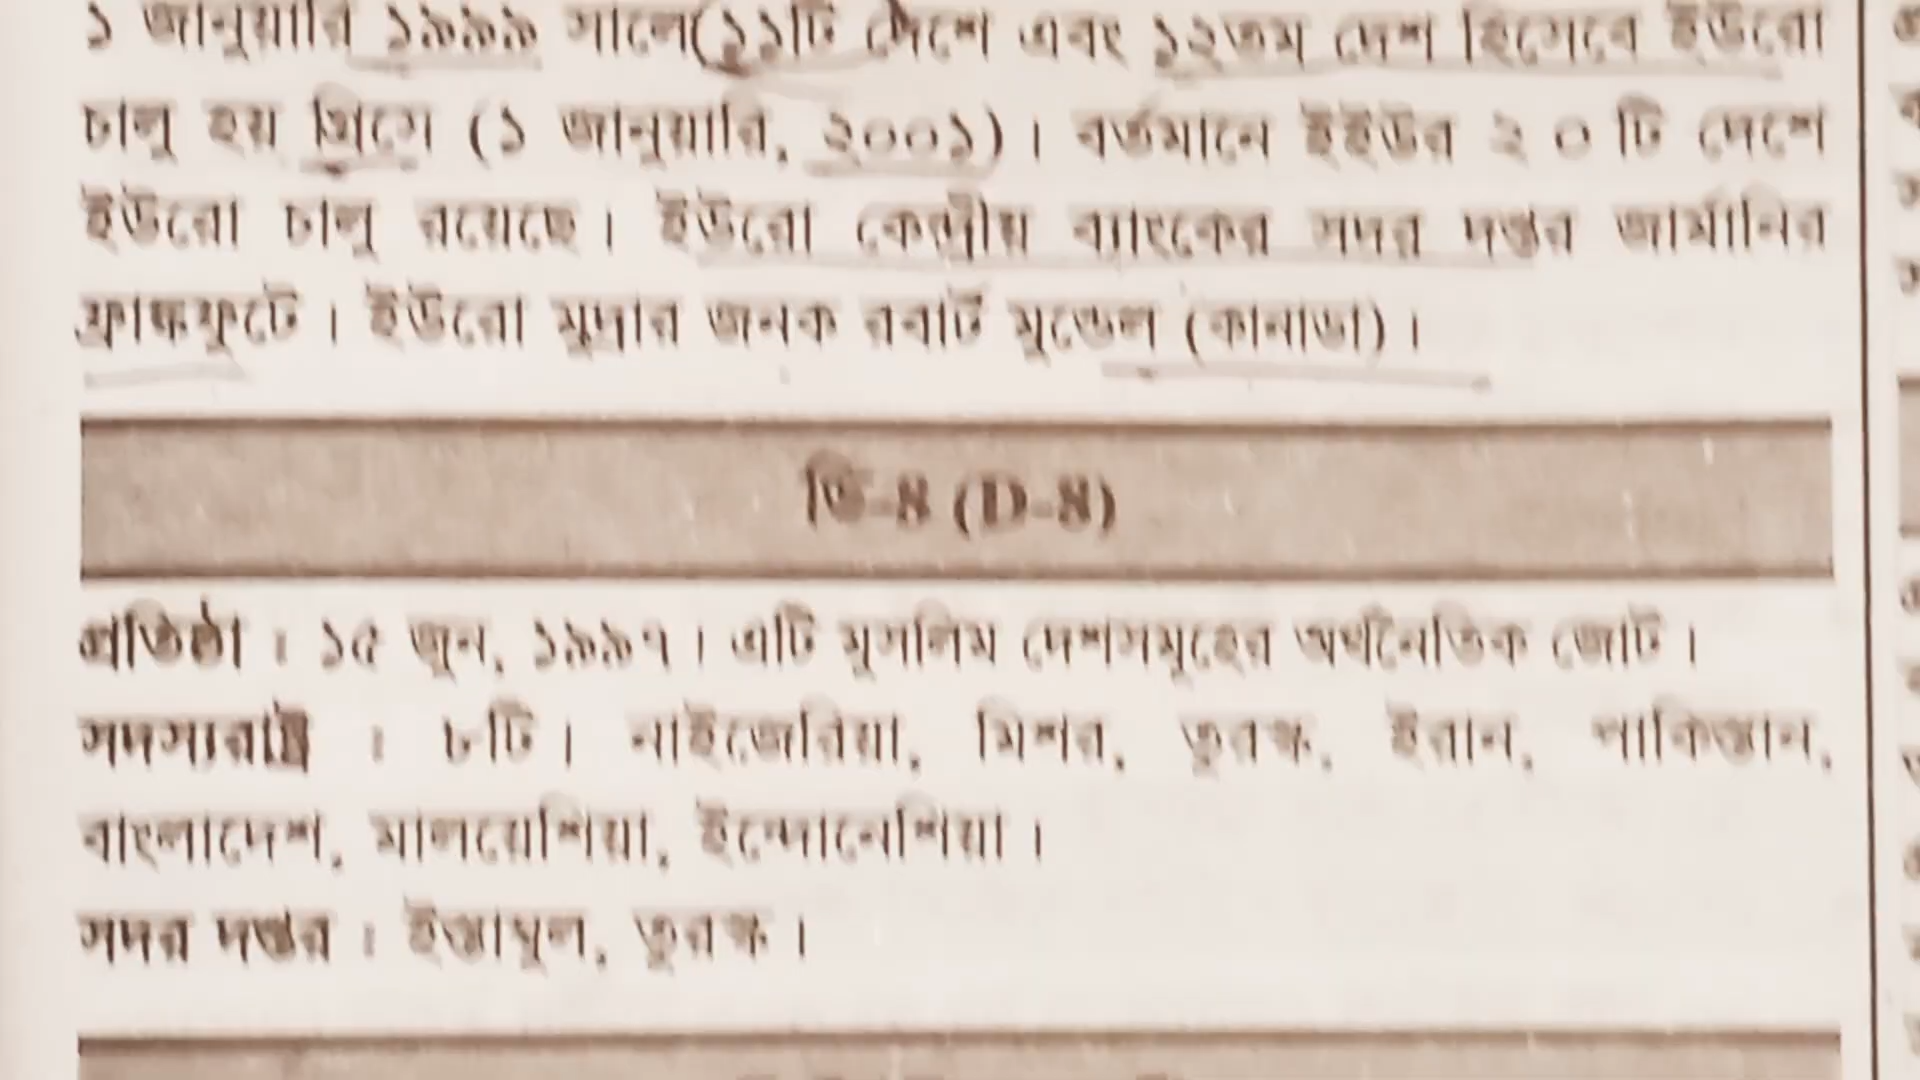 ১ জানুয়ারি ১৯৯৯ সালে(১১টি দেশে এবং ১২তম দেশ হিসেবে ইউরো
চালু হয় গ্রিসে (১ জানুয়ারি, ২০০১)। বর্তমানে ইইউর ২০টি দেশে
ইউরো চালু রয়েছে। ইউরো কেন্দ্রীয় ব্যাংকের সদর দপ্তর জার্মানির
ফ্রাঙ্কফুর্টে। ইউরো মুদ্রার জনক রবার্ট মুন্ডেল (কানাডা)।
ডি-৪ (D-8)
প্রতিষ্ঠা : ১৫ জুন, ১৯৯৭। এটি মুসলিম দেশসমূহের অর্থনৈতিক জোট।
সদস্যরাষ্ট্র : ৮টি। নাইজেরিয়া, মিশর, তুরস্ক, ইরান, পাকিস্তান,
বাংলাদেশ, মালয়েশিয়া, ইন্দোনেশিয়া।
সদর দপ্তর : ইস্তাম্বুল, তুরস্ক।